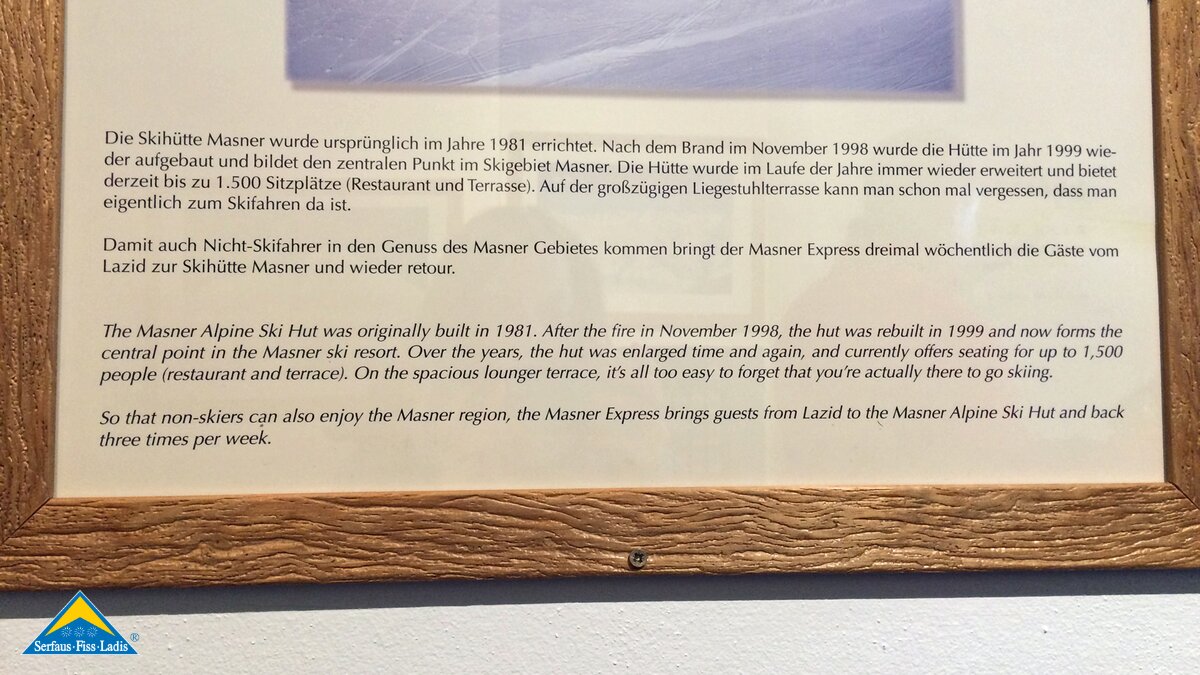 Die Skihütte Masner wurde ursprünglich im Jahre 1981 errichtet. Nach dem Brand im November 1998 wurde die Hütte im Jahr 1999 wie-
der aufgebaut und bildet den zentralen Punkt im Skigebiet Masner. Die Hütte wurde im Laufe der Jahre immer wieder erweitert und bietet
derzeit bis zu 1.500 Sitzplätze (Restaurant und Terrasse). Auf der großzügigen Liegestuhlterrasse kann man schon mal vergessen, dass man
eigentlich zum Skifahren da ist.
Damit auch Nicht-Skifahrer in den Genuss des Masner Gebietes kommen bringt der Masner Express dreimal wöchentlich die Gäste vom
Lazid zur Skihütte Masner und wieder retour.
The Masner Alpine Ski Hut was originally built in 1981. After the fire in November 1998, the hut was rebuilt in 1999 and now forms the
central point in the Masner ski resort. Over the years, the hut was enlarged time and again, and currently offers seating for up to 1,500
people (restaurant and terrace). On the spacious lounger terrace, it's all too easy to forget that you're actually there to go skiing.
So that non-skiers can also enjoy the Masner region, the Masner Express brings guests from Lazid to the Masner Alpine Ski Hut and back
three times per week.
Serfaus·Fiss·Ladis ®